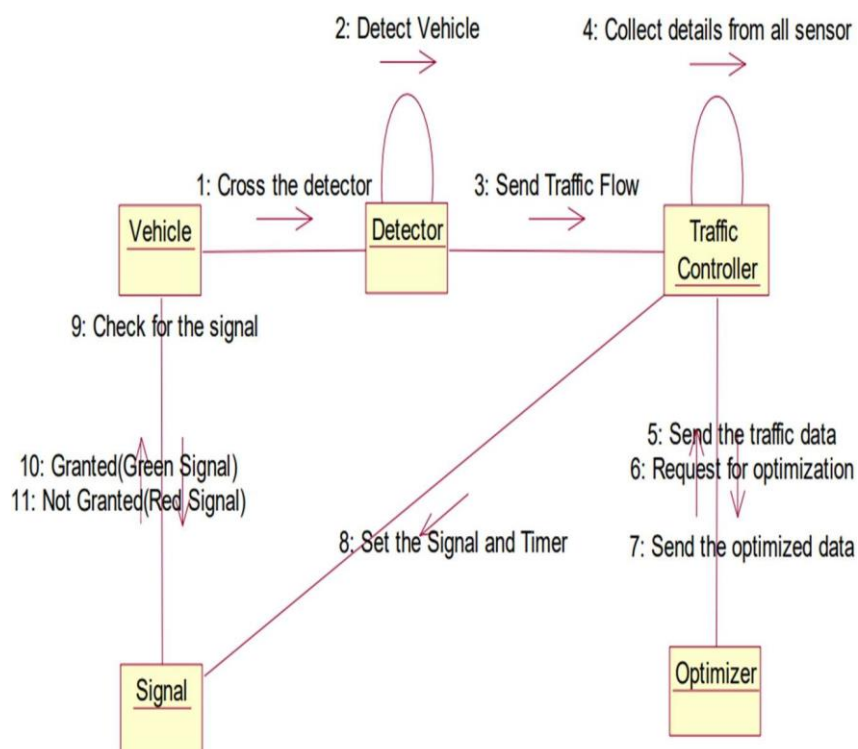 2: Detect Vehicle
4: Collect details from all sensor
1: Cross the detector
3: Send Traffic Flow
Vehicle
Detector
Traffic
Controller
9: Check for the signal
5: Send the traffic data
6: Request for optimization
10: Granted(Green Signal)
11: Not Granted(Red Signal)
8: Set the Signal and Timer
7: Send the optimized data
Signal
Optimizer